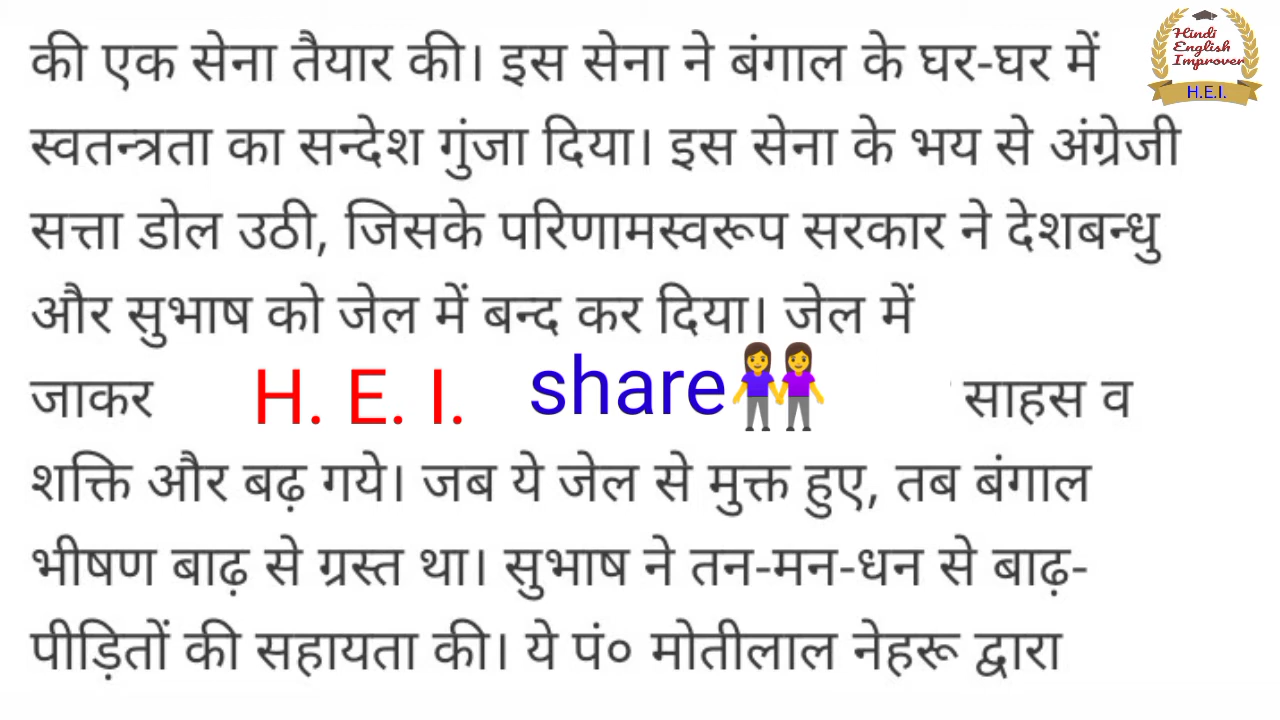 Hindi
English
Improver
H.E.I.
की एक सेना तैयार की। इस सेना ने बंगाल के घर-घर में
स्वतन्त्रता का सन्देश गुंजा दिया। इस सेना के भय से अंग्रेजी
सत्ता डोल उठी, जिसके परिणामस्वरूप सरकार ने देशबन्धु
और सुभाष को जेल में बन्द कर दिया। जेल में
जाकर H. E. I. share👭 साहस व
शक्ति और बढ़ गये। जब ये जेल से मुक्त हुए, तब बंगाल
भीषण बाढ़ से ग्रस्त था। सुभाष ने तन-मन-धन से बाढ़-
पीड़ितों की सहायता की। ये पं० मोतीलाल नेहरू द्वारा